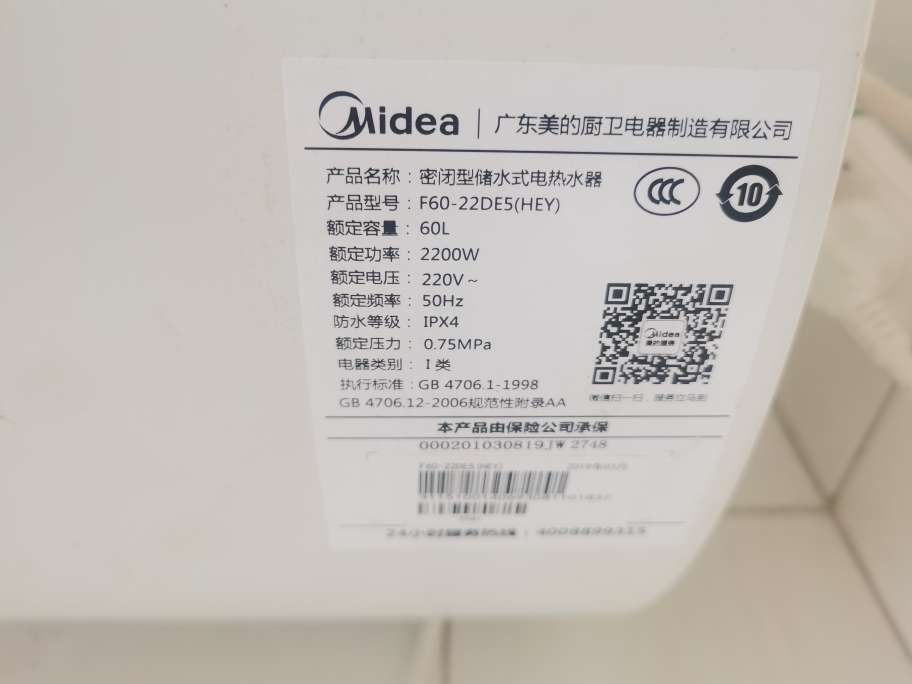 Midea 广东美的厨卫电器制造有限公司
产品名称：密闭型储水式电热水器
产品型号：F60-22DE5(HEY)
额定容量：60L
额定功率：2200W
额定电压：220V～
额定频率：50Hz
防水等级：IPX4
额定压力：0.75MPa
电器类别：I类
执行标准：GB 4706.1-1998
GB 4706.12-2006规范性附录AA
CCC
10
Midea
本产品由保险公司承保
000201030819JW 2748
F60-22DE5(HEY)